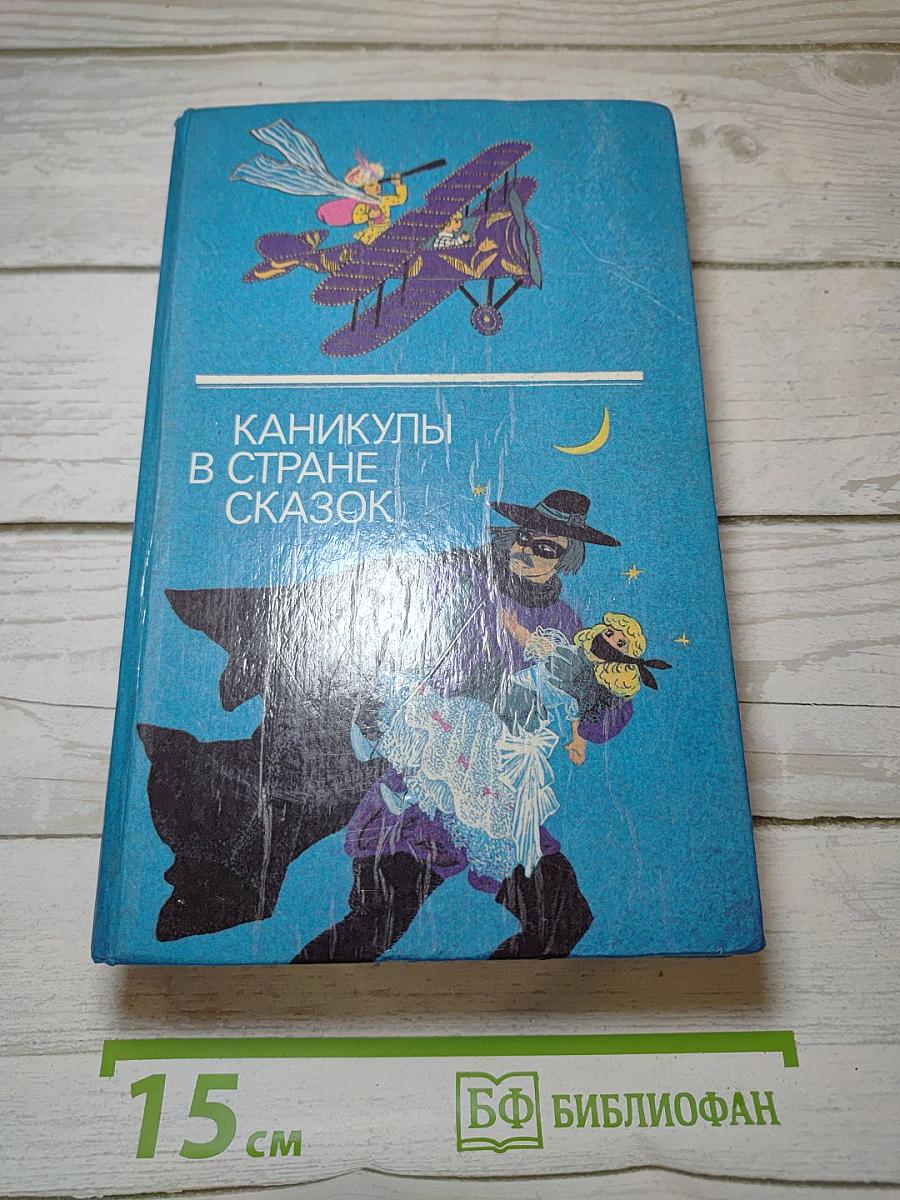 КАНИКУЛЫ
В СТРАНЕ
СКАЗОК
15 см
БФ БИБЛИОФАН